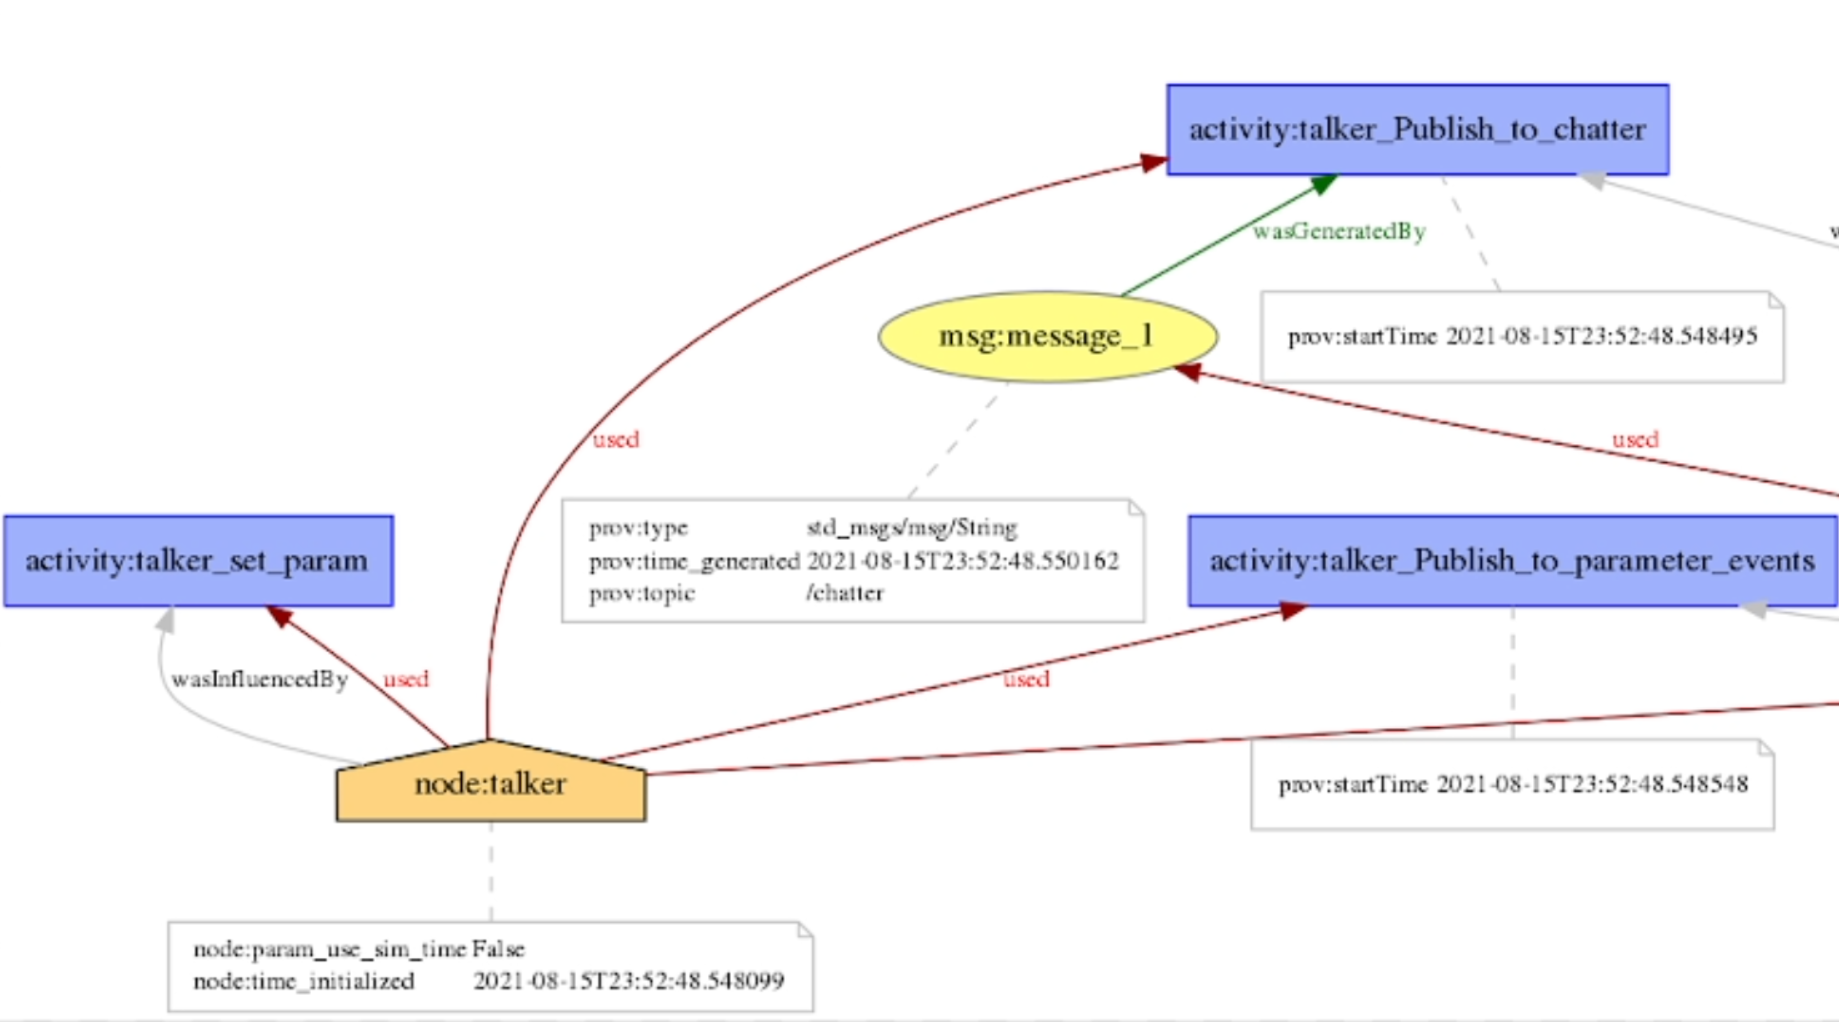 activity:talker_Publish_to_chatter
wasGeneratedBy
msg:message_1
prov:startTime 2021-08-15T23:52:48.548495
used
used
prov:type std_msgs/msg/String
prov:time_generated 2021-08-15T23:52:48.550162
prov:topic /chatter
activity:talker_set_param
activity:talker_Publish_to_parameter_events
wasInfluencedBy
used
used
node:talker
prov:startTime 2021-08-15T23:52:48.548548
node:param_use_sim_time False
node:time_initialized 2021-08-15T23:52:48.548099